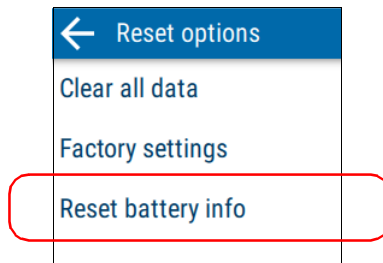 Reset options
Clear all data
Factory settings
Reset battery info